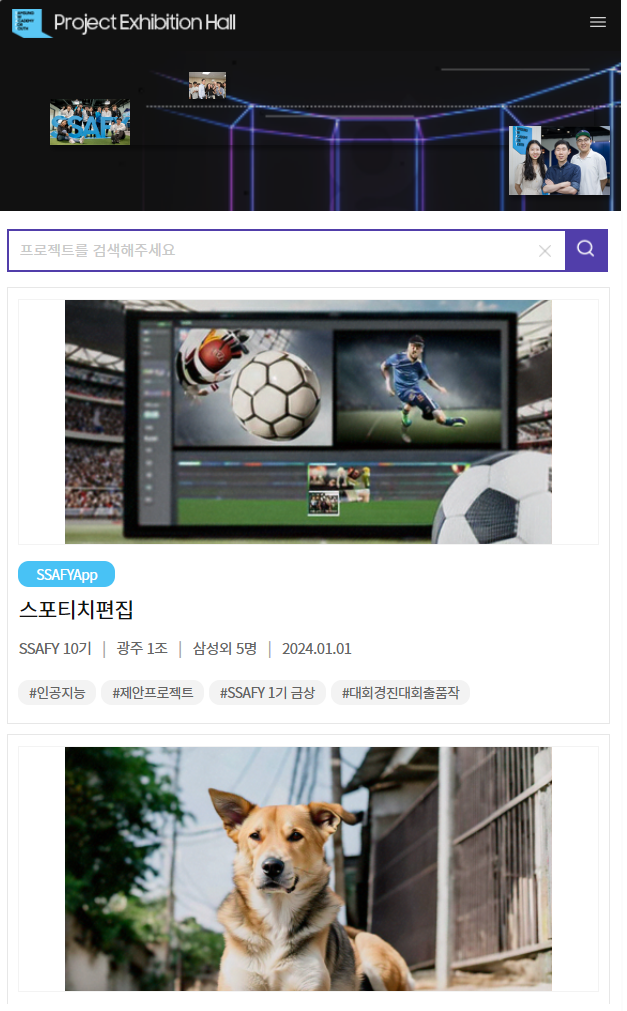 Project Exhibition Hall
SSAFY
프로젝트를 검색해주세요
SSAFYApp
스포티치편집
SSAFY 10기 | 광주 1조 | 삼성외 5명 | 2024.01.01
#인공지능 #제안프로젝트 #SSAFY 1기 금상 #대회경진대회출품작